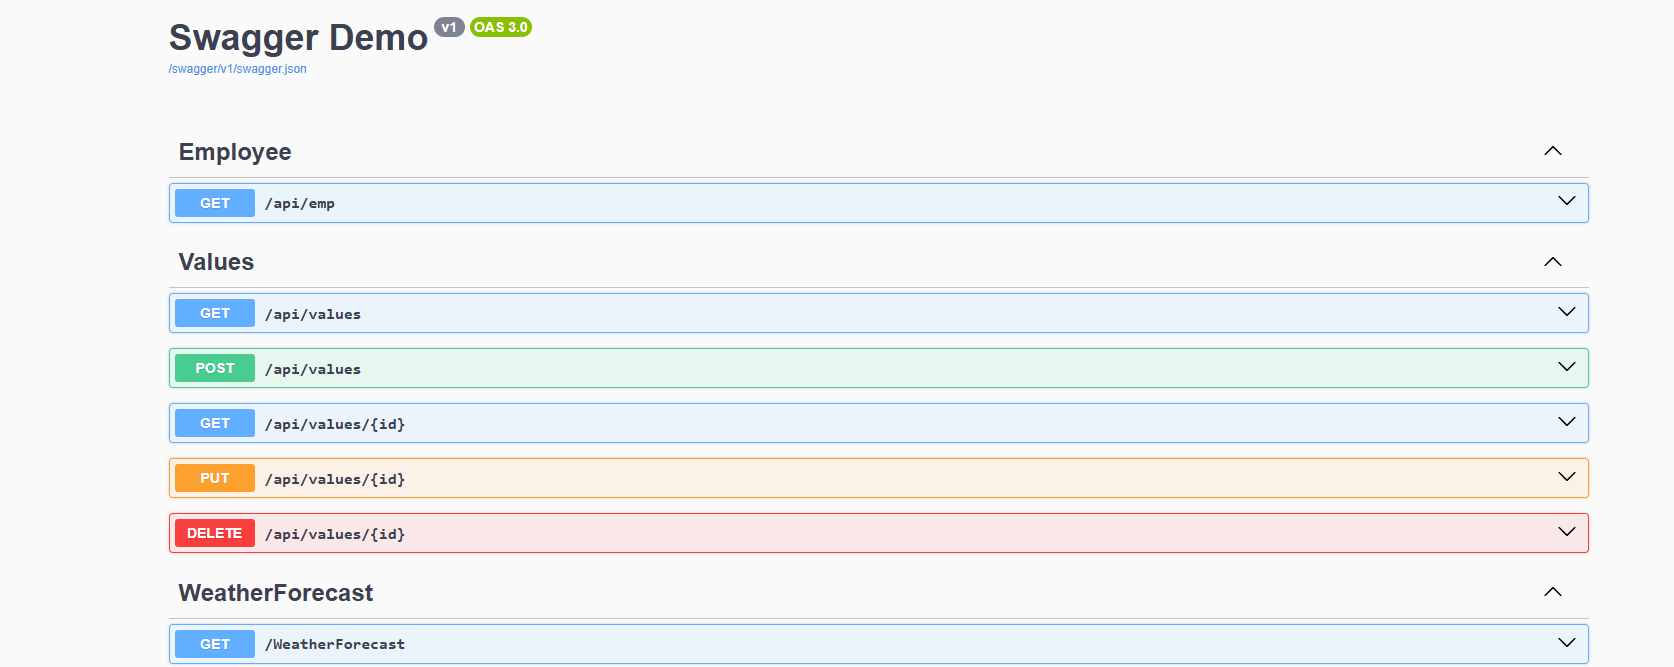 Swagger Demo v1 OAS 3.0
/swagger/v1/swagger.json
Employee
GET /api/emp
Values
GET /api/values
POST /api/values
GET /api/values/{id}
PUT /api/values/{id}
DELETE /api/values/{id}
WeatherForecast
GET /WeatherForecast